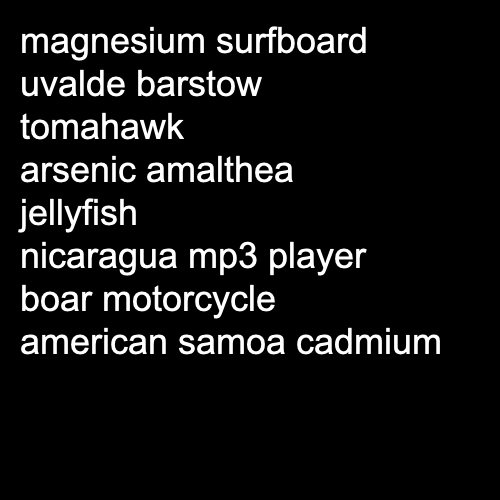 magnesium surfboard
uvalde barstow
tomahawk
arsenic amalthea
jellyfish
nicaragua mp3 player
boar motorcycle
american samoa cadmium